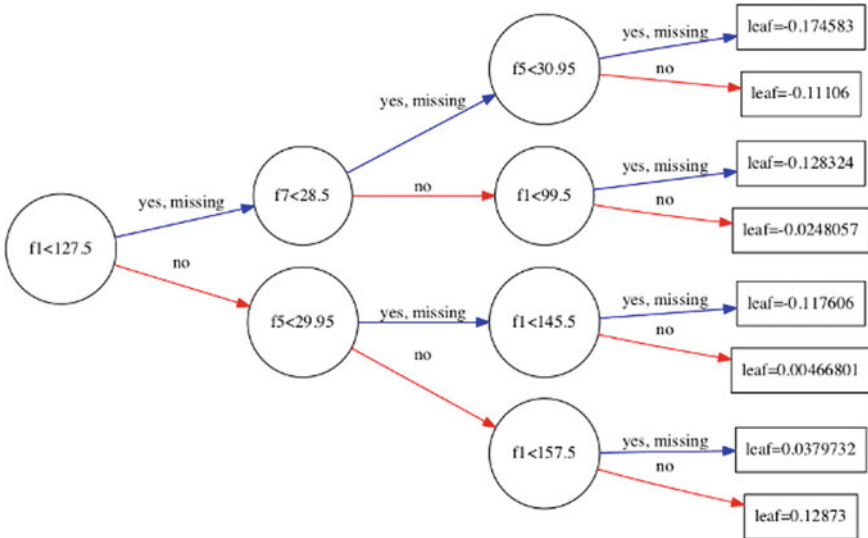 yes, missing
leaf=-0.174583
f5<30.95
no
leaf=-0.11106
yes, missing
yes, missing
leaf=-0.128324
f7<28.5
no
f1<99.5
no
leaf=-0.0248057
yes, missing
f1<127.5
no
yes, missing
leaf=-0.117606
f5<29.95
yes, missing
f1<145.5
no
leaf=0.00466801
no
yes, missing
leaf=0.0379732
f1<157.5
no
leaf=0.12873